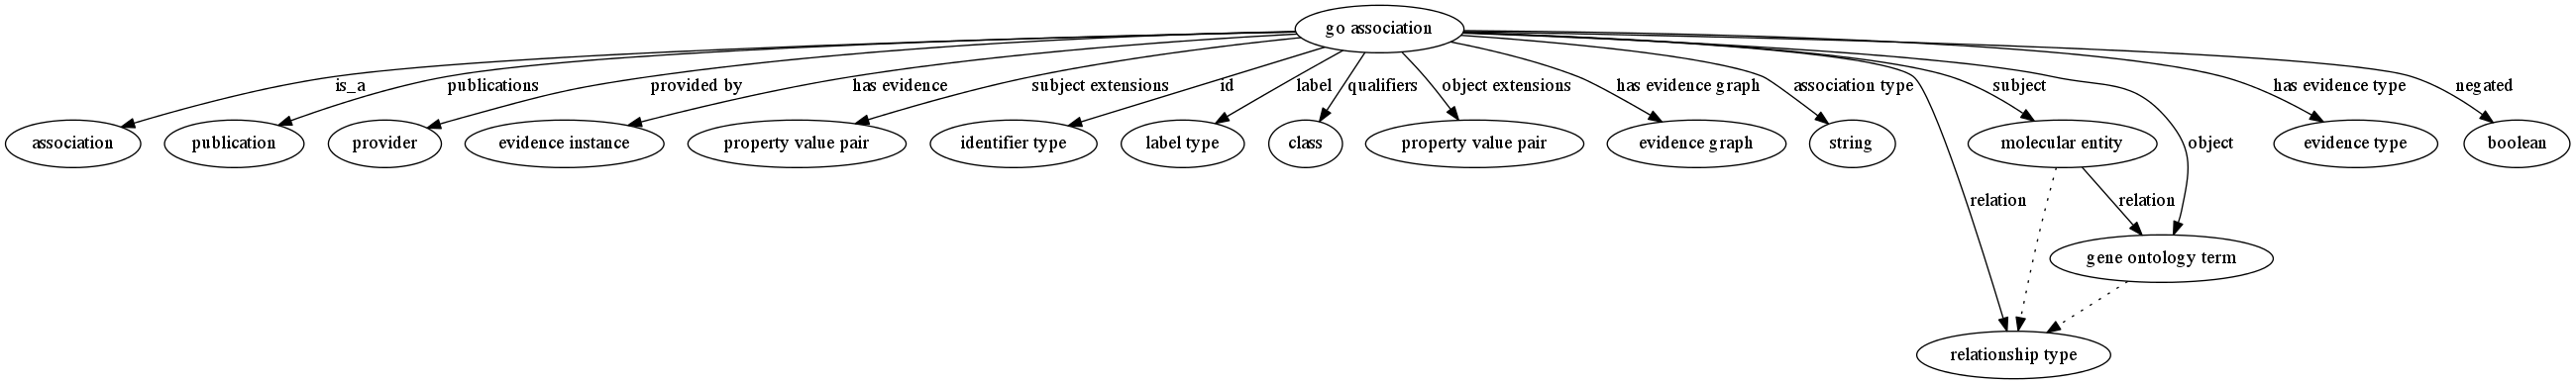 go association
is_a
publications
provided by
has evidence
subject extensions
id
label
qualifiers
object extensions
has evidence graph
association type
subject
has evidence type
negated
association
publication
provider
evidence instance
property value pair
identifier type
label type
class
property value pair
evidence graph
string
molecular entity
object
evidence type
boolean
relation
relation
gene ontology term
relationship type